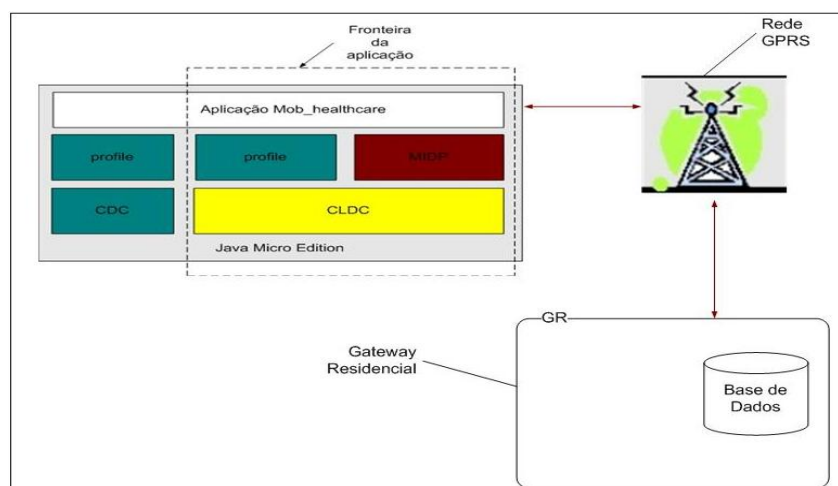 Fronteira
da
aplicação
Rede
GPRS
Aplicação Mob_healthcare
profile
profile
MIDP
CDC
CLDC
Java Micro Edition
GR
Gateway
Residencial
Base de
Dados